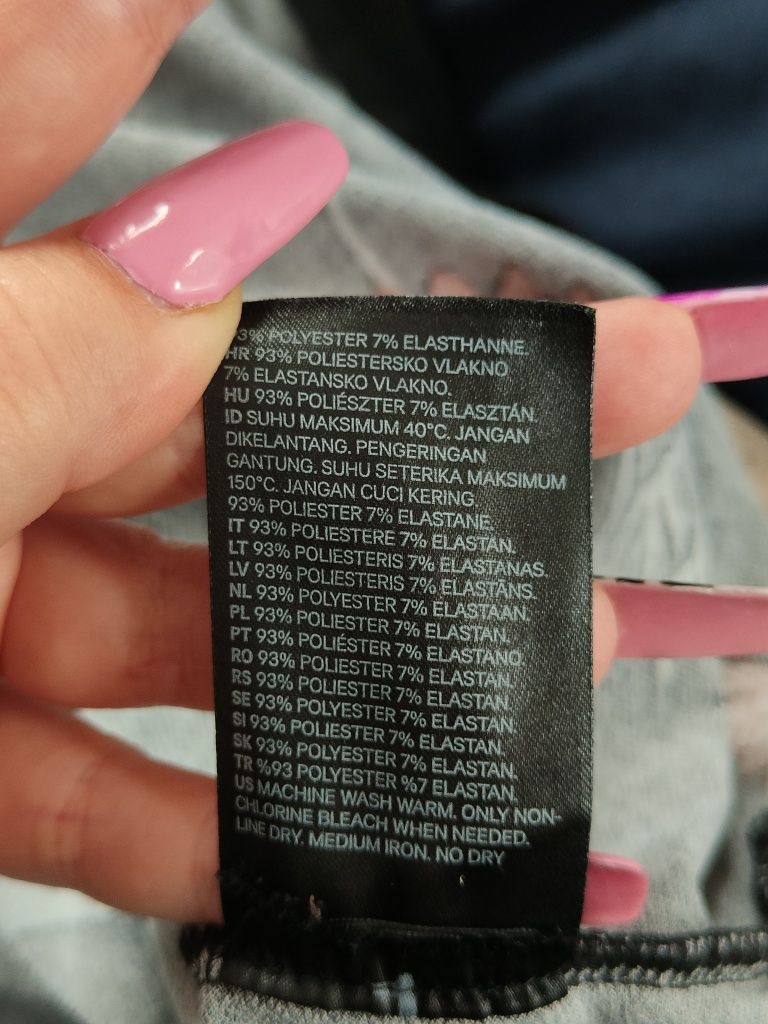 3% POLYESTER 7% ELASTHANNE.
HR 93% POLIESTERSKO VLAKNO
7% ELASTANSKO VLAKNO.
HU 93% POLIÉSZTER 7% ELASZTÁN.
ID SUHU MAKSIMUM 40°C. JANGAN
DIKELANTANG. PENGERINGAN
GANTUNG. SUHU SETERIKA MAKSIMUM
150°C. JANGAN CUCI KERING
93% POLIESTER 7% ELASTANE.
IT 93% POLIESTERE 7% ELASTAN.
LT 93% POLIESTERIS 7% ELASTANAS.
LV 93% POLIESTERIS 7% ELASTĀNS.
NL 93% POLYESTER 7% ELASTAAN.
PL 93% POLIESTER 7% ELASTAN.
PT 93% POLIÉSTER 7% ELASTANO.
RO 93% POLIESTER 7% ELASTAN.
RS 93% POLIESTER 7% ELASTAN.
SE 93% POLYESTER 7% ELASTAN.
SI 93% POLIESTER 7% ELASTAN.
SK 93% POLYESTER 7% ELASTAN.
TR %93 POLYESTER %7 ELASTAN.
US MACHINE WASH WARM. ONLY NON-
CHLORINE BLEACH WHEN NEEDED.
LINE DRY. MEDIUM IRON. NO DRY